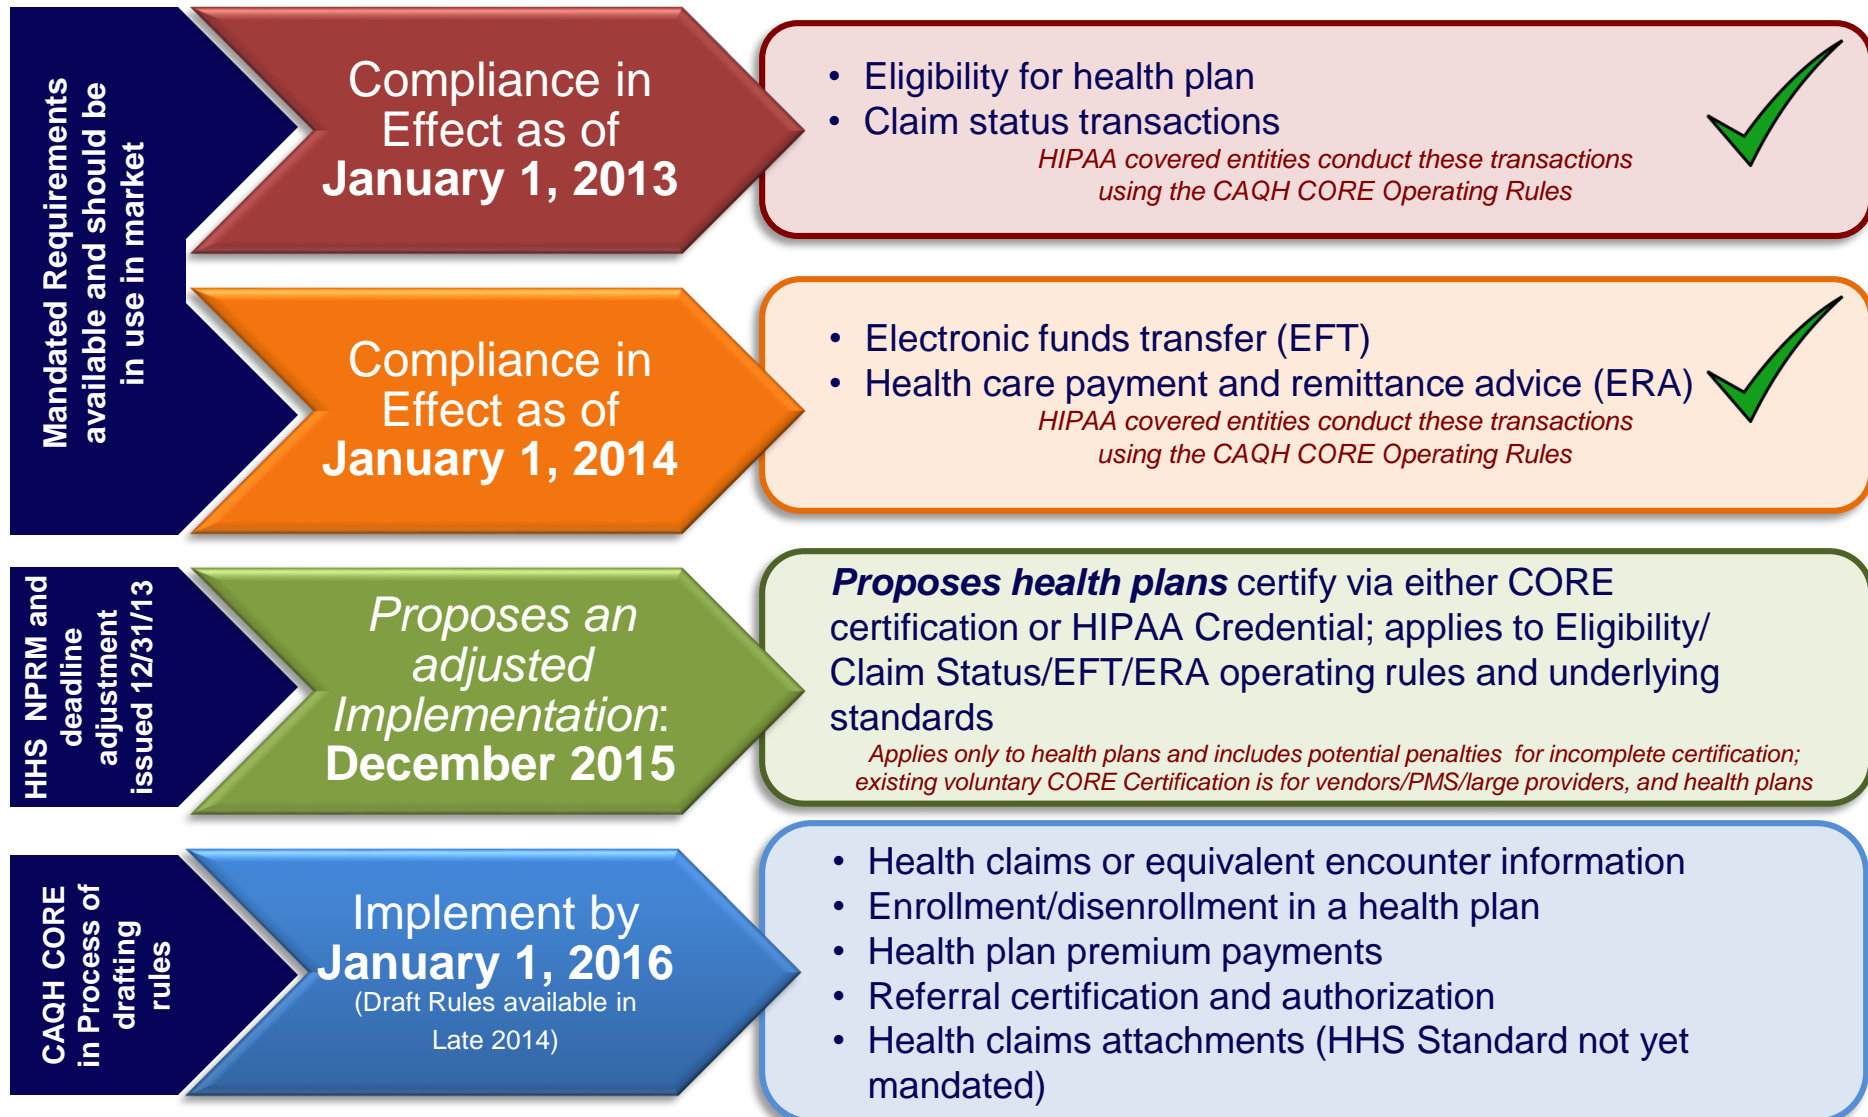 Mandated Requirements
available and should be
in use in market
Compliance in
Effect as of
January 1, 2013
• Eligibility for health plan
• Claim status transactions
HIPAA covered entities conduct these transactions
using the CAQH CORE Operating Rules
Compliance in
Effect as of
January 1, 2014
• Electronic funds transfer (EFT)
• Health care payment and remittance advice (ERA)
HIPAA covered entities conduct these transactions
using the CAQH CORE Operating Rules
HHS NPRM and
deadline
adjustment
issued 12/31/13
Proposes an
adjusted
Implementation:
December 2015
Proposes health plans certify via either CORE
certification or HIPAA Credential; applies to Eligibility/
Claim Status/EFT/ERA operating rules and underlying
standards
Applies only to health plans and includes potential penalties for incomplete certification;
existing voluntary CORE Certification is for vendors/PMS/large providers, and health plans
CAQH CORE
in Process of
drafting
rules
Implement by
January 1, 2016
(Draft Rules available in
Late 2014)
• Health claims or equivalent encounter information
• Enrollment/disenrollment in a health plan
• Health plan premium payments
• Referral certification and authorization
• Health claims attachments (HHS Standard not yet
mandated)